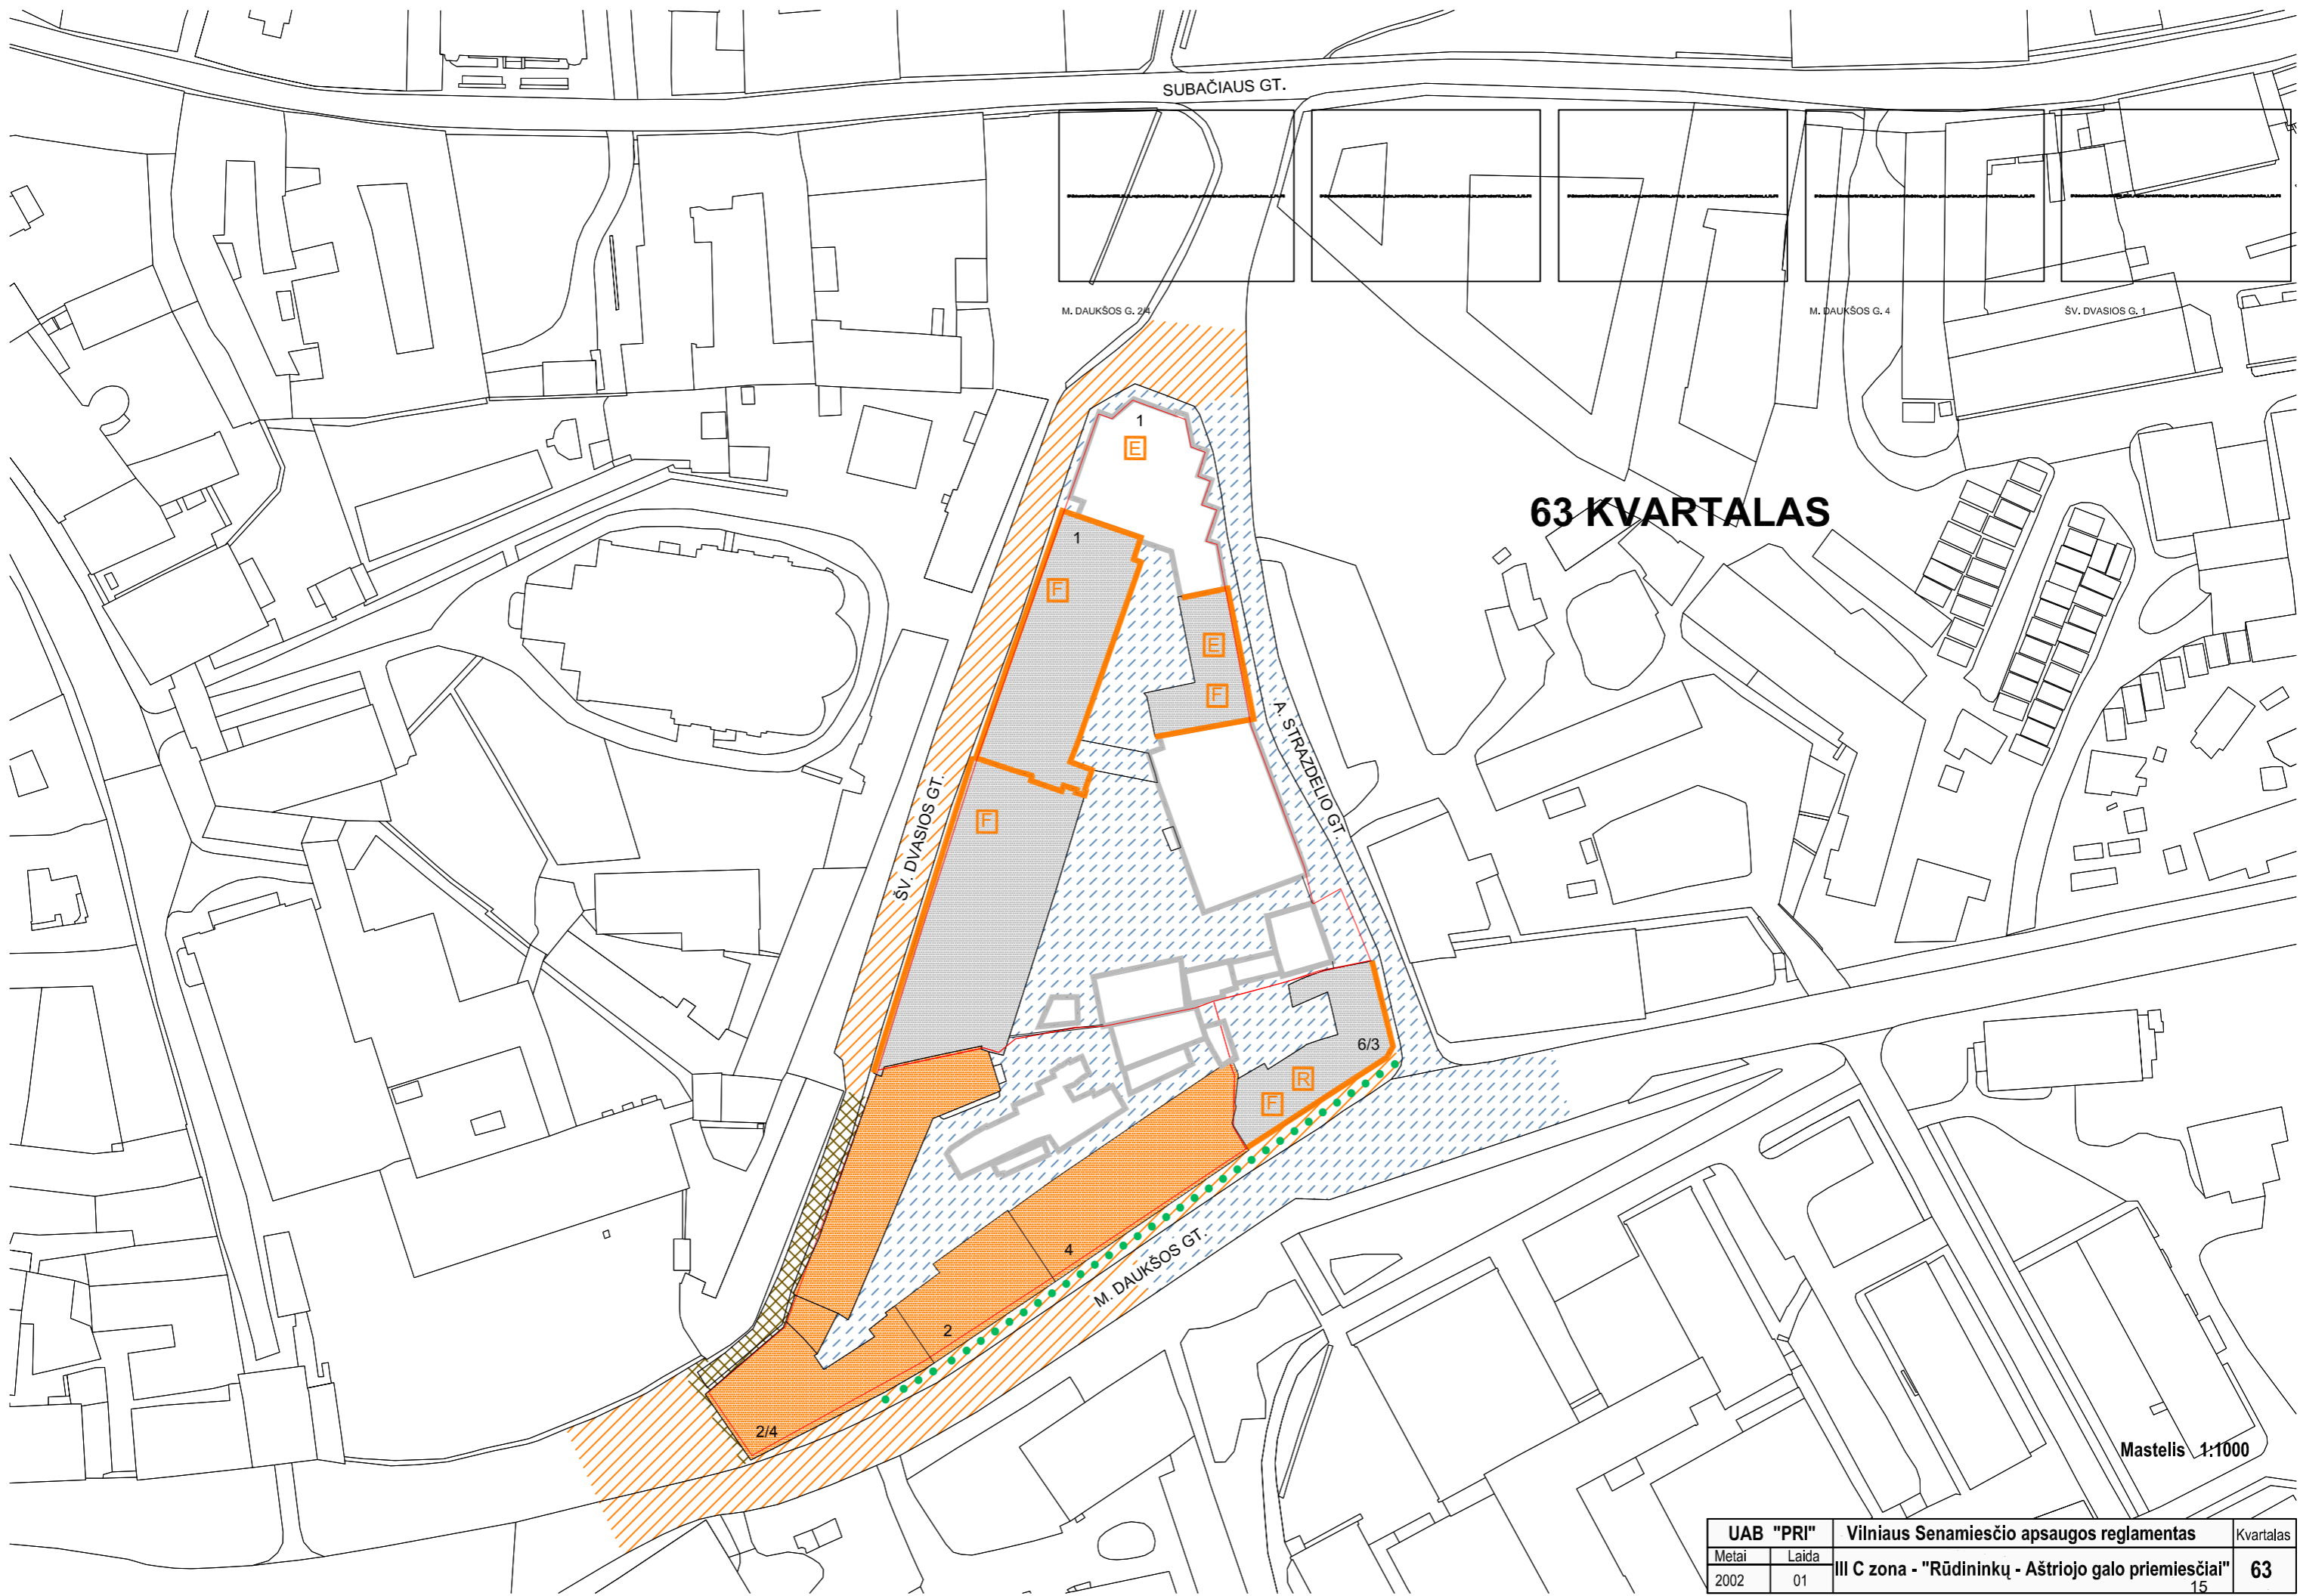 SUBAČIAUS GT.
M. DAUKŠOS G. 2/4
M. DAUKŠOS G. 4
ŠV. DVASIOS G. 1
1
E
63 KVARTALAS
1
F
E
F
A. STRAZDELIO GT.
ŠV. DVASIOS GT.
F
6/3
R
F
4
M. DAUKŠOS GT.
2
2/4
Mastelis 1:1000
UAB "PRI"
Vilniaus Senamiesčio apsaugos reglamentas
Kvartalas
Metai
Laida
III C zona - "Rūdininkų - Aštriojo galo priemiesčiai"
63
2002
01
15